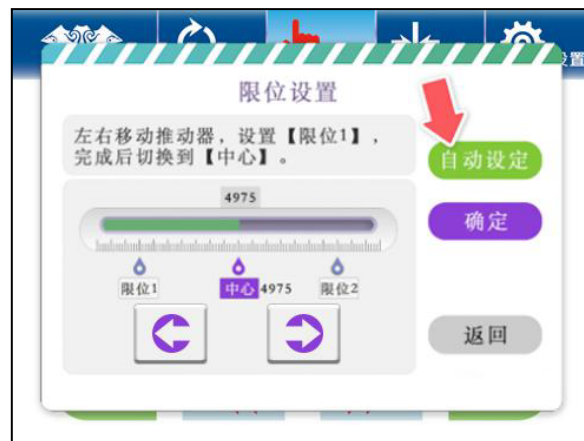 设置
限位设置
左右移动推动器，设置【限位1】，
完成后切换到【中心】。
自动设定
4975
确定
限位1
中心 4975
限位2
返回